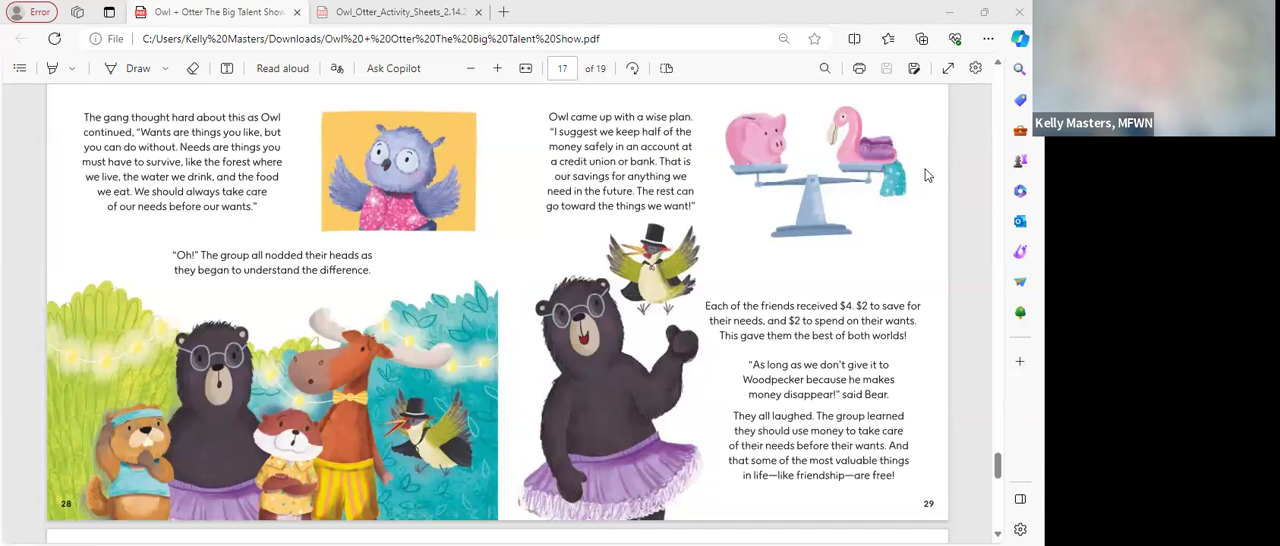 Error
Owl + Otter The Big Talent Show
Owl_Otter_Activity_Sheets_2.14.2
File
C:/Users/Kelly%20Masters/Downloads/Owl%20+%20Otter%20The%20Big%20Talent%20Show.pdf
Draw
Read aloud
Ask Copilot
17
of 19
Kelly Masters, MFWN
The gang thought hard about this as Owl
continued, “Wants are things you like, but
you can do without. Needs are things you
must have to survive, like the forest where
we live, the water we drink, and the food
we eat. We should always take care
of our needs before our wants.”
“Oh!” The group all nodded their heads as
they began to understand the difference.
28
Owl came up with a wise plan.
“I suggest we keep half of the
money safely in an account at
a credit union or bank. That is
our savings for anything we
need in the future. The rest can
go toward the things we want!”
Each of the friends received $4. $2 to save for
their needs, and $2 to spend on their wants.
This gave them the best of both worlds!
“As long as we don’t give it to
Woodpecker because he makes
money disappear!” said Bear.
They all laughed. The group learned
they should use money to take care
of their needs before their wants. And
that some of the most valuable things
in life—like friendship—are free!
29